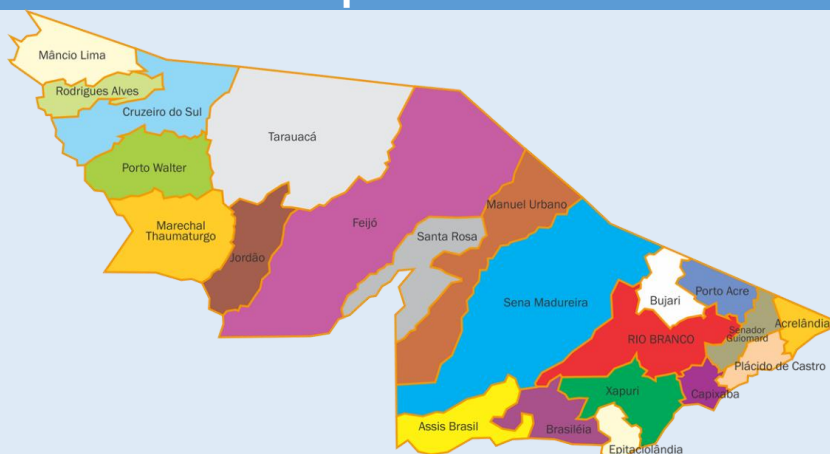 Mâncio Lima
Rodrigues Alves
Cruzeiro do Sul
Tarauacá
Porto Walter
Marechal
Thaumaturgo
Jordão
Feijó
Santa Rosa
Manuel Urbano
Sena Madureira
Bujari
Porto Acre
RIO BRANCO
Senador
Guiomard
Acrelândia
Plácido de Castro
Xapuri
Capixaba
Assis Brasil
Brasiléia
Epitaciolândia